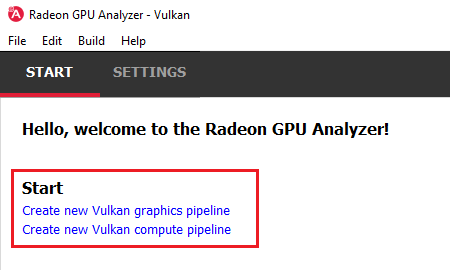 Radeon GPU Analyzer - Vulkan
File Edit Build Help
START SETTINGS
Hello, welcome to the Radeon GPU Analyzer!
Start
Create new Vulkan graphics pipeline
Create new Vulkan compute pipeline